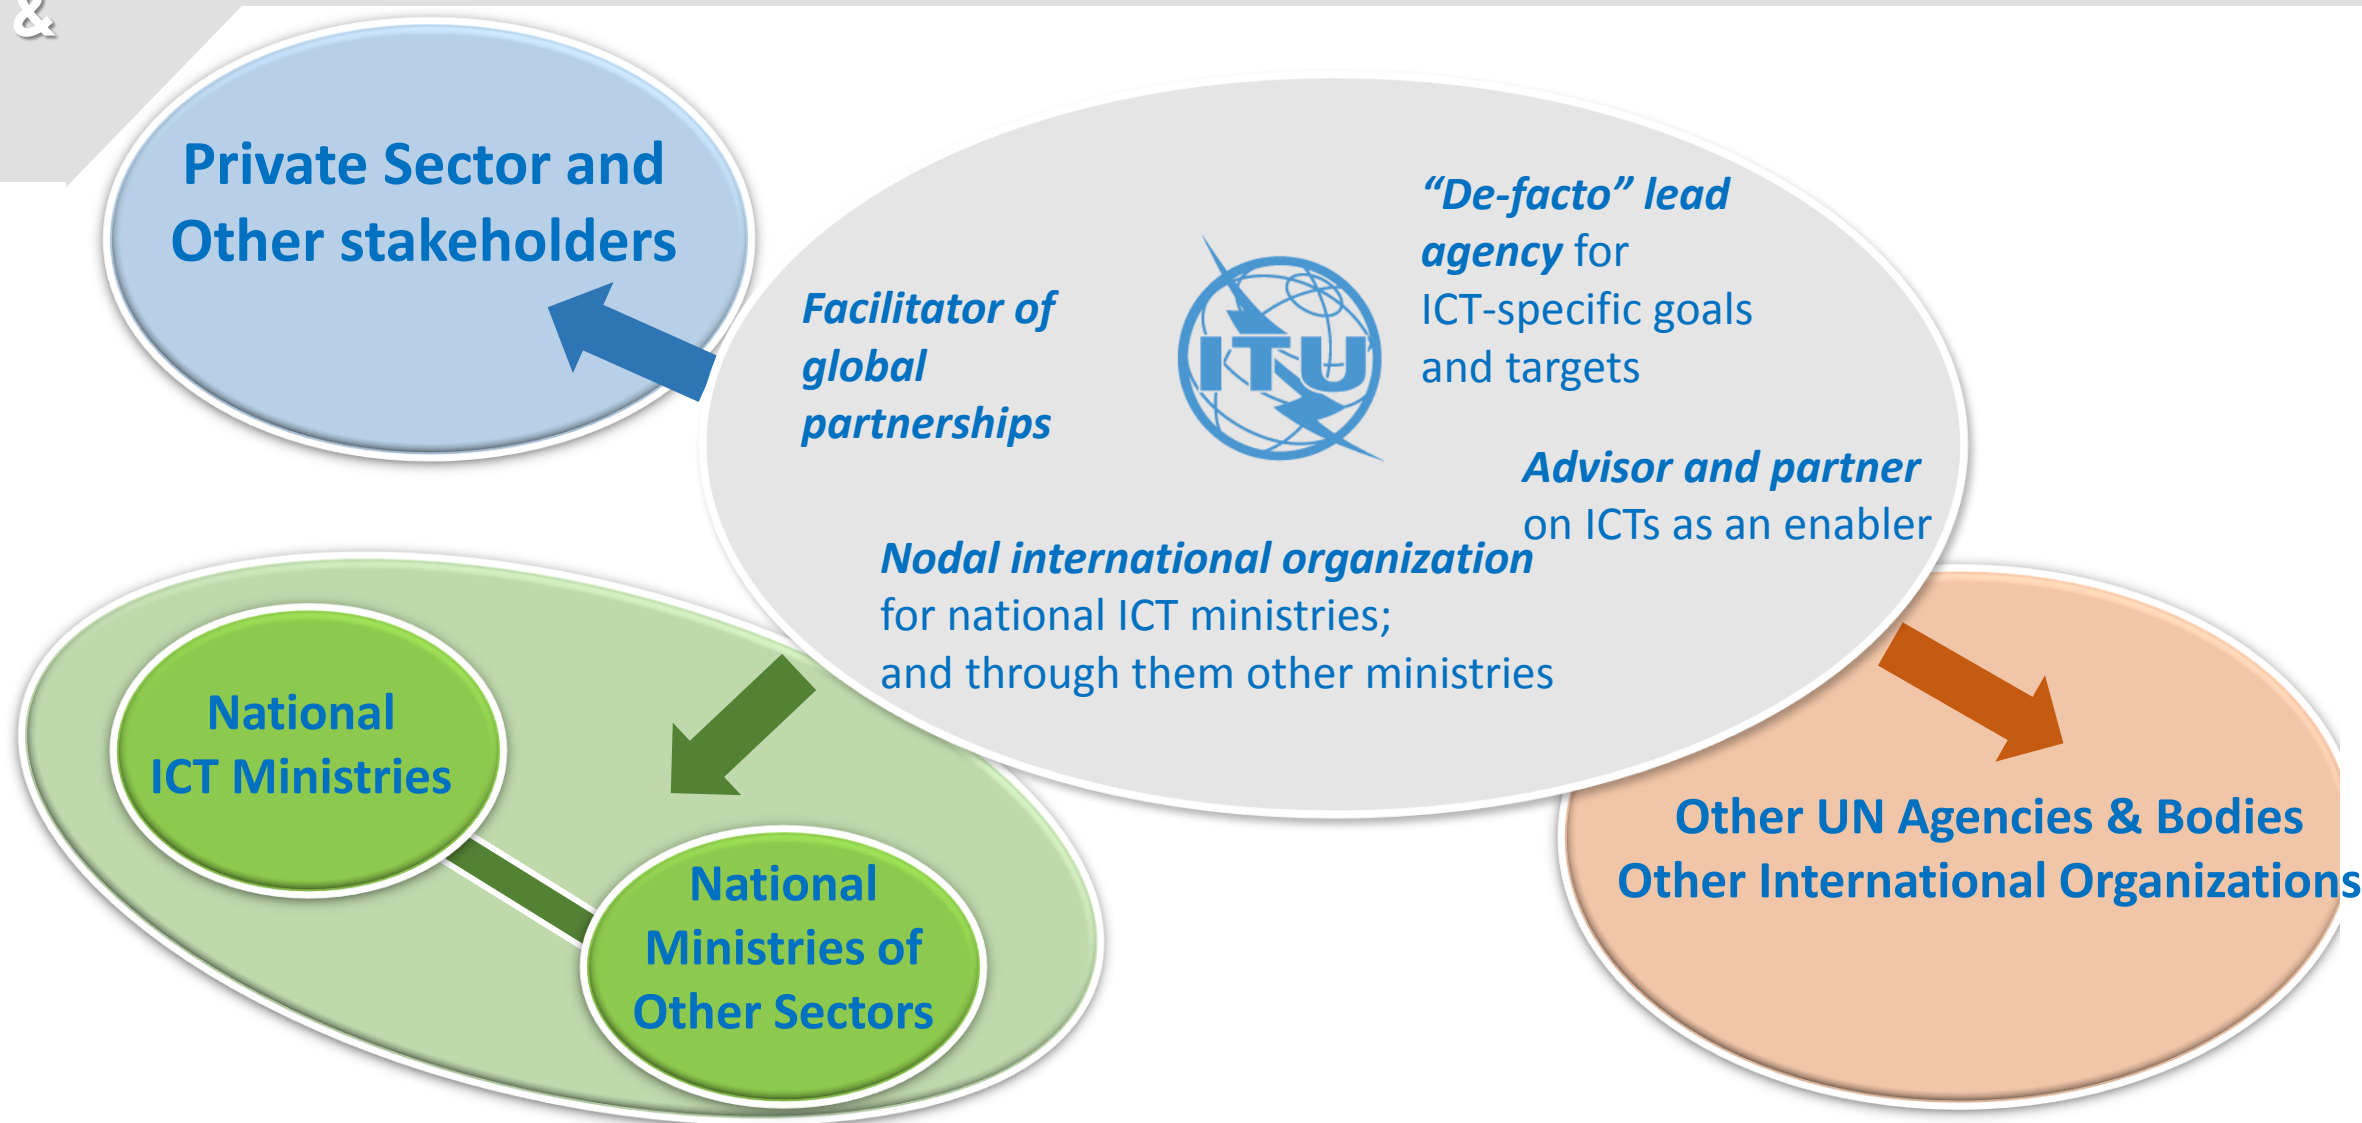 &
Private Sector and
Other stakeholders
Facilitator of
global
partnerships
ITU
“De-facto” lead
agency for
ICT-specific goals
and targets
Advisor and partner
on ICTs as an enabler
Nodal international organization
for national ICT ministries;
and through them other ministries
National
ICT Ministries
National
Ministries of
Other Sectors
Other UN Agencies & Bodies
Other International Organizations